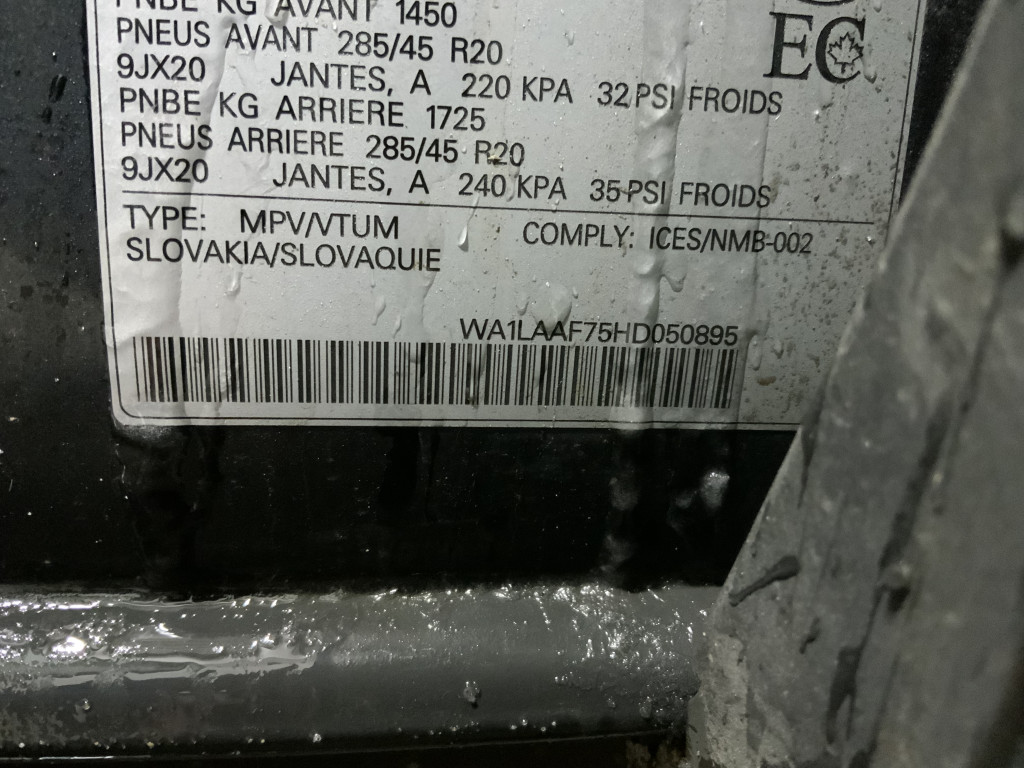 PNBE KG AVANT 1450
PNEUS AVANT 285/45 R20
9JX20 JANTES, A 220 KPA 32 PSI FROIDS
PNBE KG ARRIERE 1725
PNEUS ARRIERE 285/45 R20
9JX20 JANTES, A 240 KPA 35 PSI FROIDS
EC
TYPE: MPV/VTUM COMPLY: ICES/NMB-002
SLOVAKIA/SLOVAQUIE
WA1LAAF75HD050895